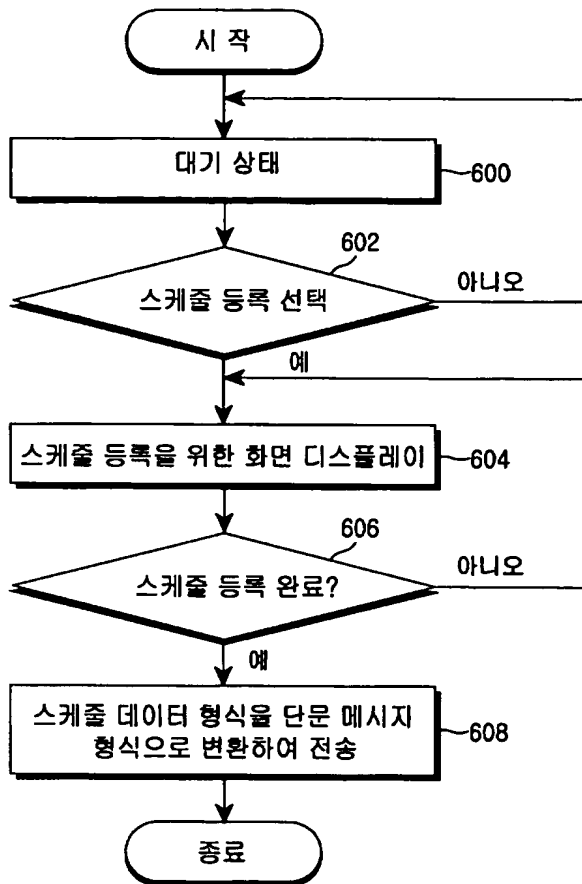 시 작
대기 상태
600
602
스케줄 등록 선택
아니오
예
스케줄 등록을 위한 화면 디스플레이
604
606
스케줄 등록 완료?
아니오
예
스케줄 데이터 형식을 단문 메시지
형식으로 변환하여 전송
608
종료